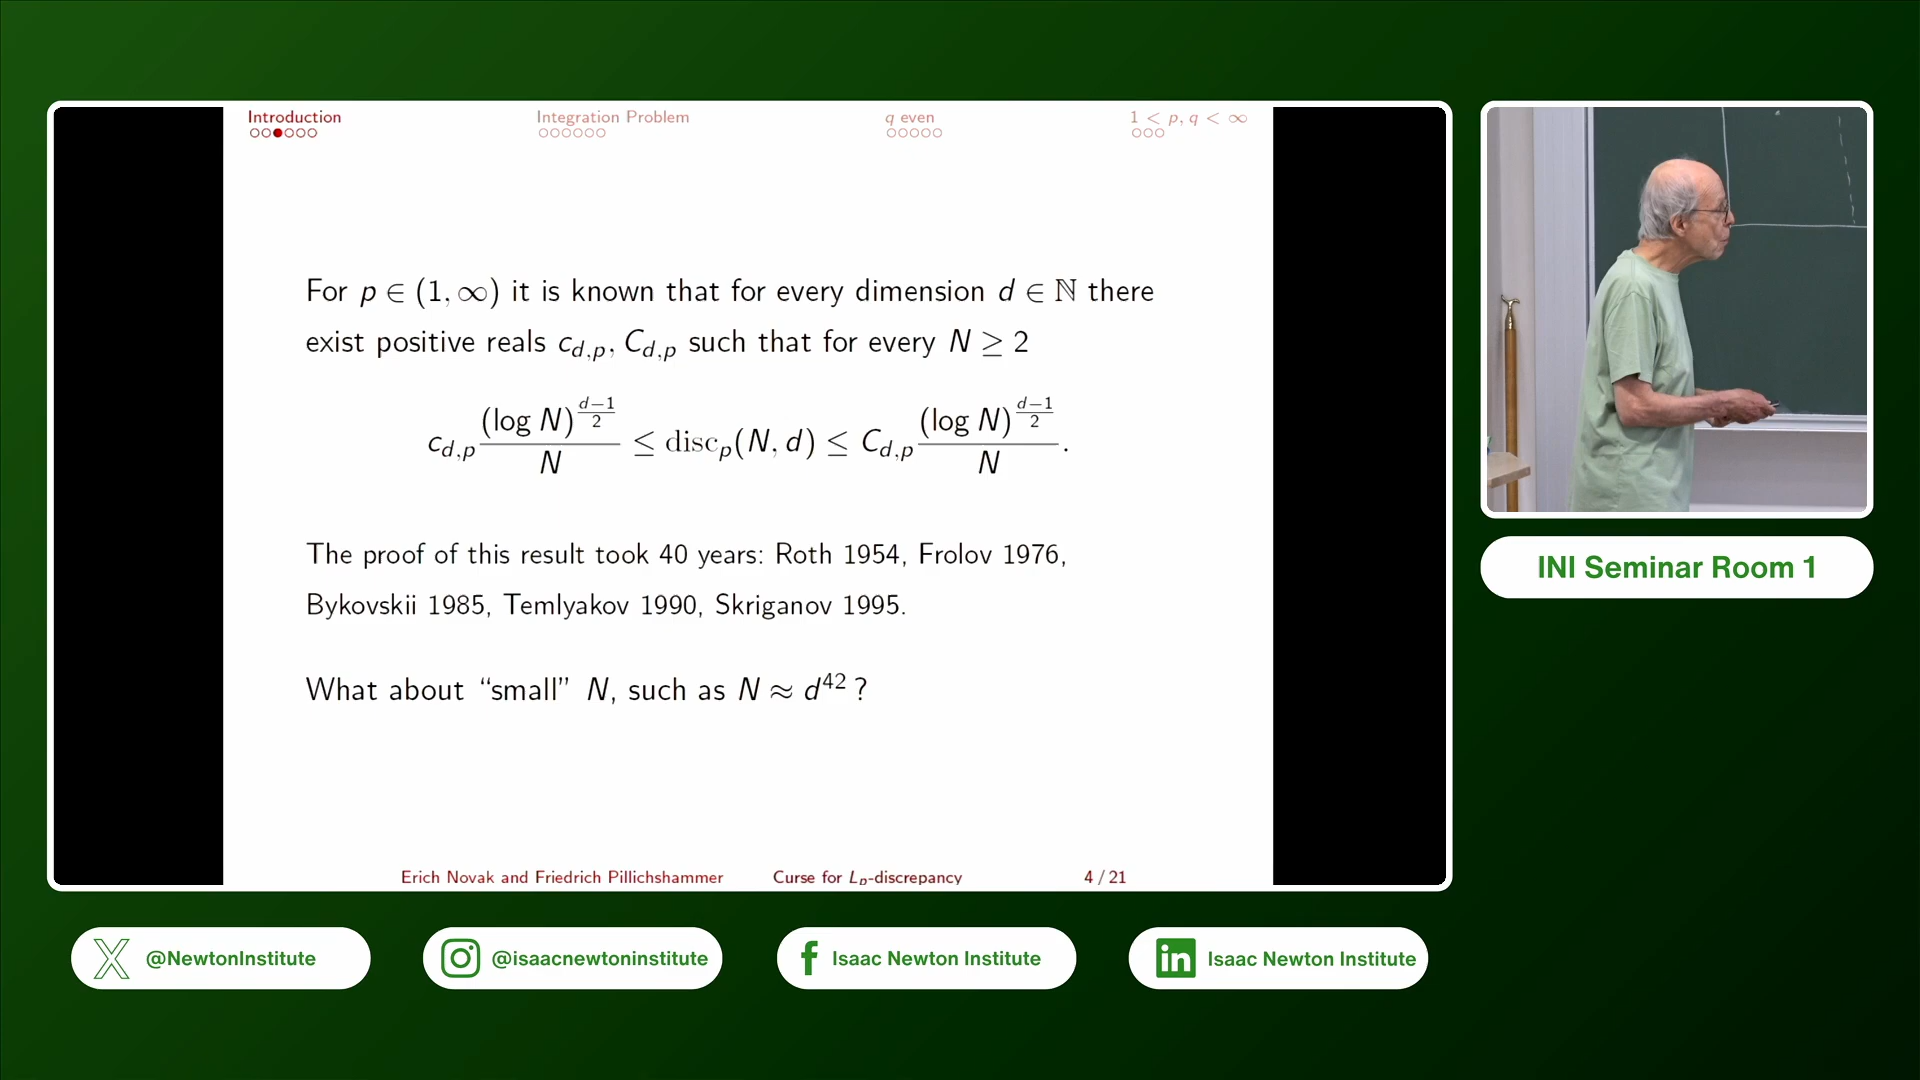 Introduction
Integration Problem
q even
1 < p, q < ∞
For p ∈ (1, ∞) it is known that for every dimension d ∈ ℕ there
exist positive reals c_{d,p}, C_{d,p} such that for every N ≥ 2
c_{d,p} \frac{(log N)^{\frac{d−1}{2}}}{N} ≤ disc_p(N, d) ≤ C_{d,p} \frac{(log N)^{\frac{d−1}{2}}}{N}.
The proof of this result took 40 years: Roth 1954, Frolov 1976,
Bykovskii 1985, Temlyakov 1990, Skriganov 1995.
What about “small” N, such as N ≈ d^{42} ?
Erich Novak and Friedrich Pillichshammer
Curse for L_p-discrepancy
4 / 21
INI Seminar Room 1
@NewtonInstitute
@isaacnewtoninstitute
Isaac Newton Institute
Isaac Newton Institute